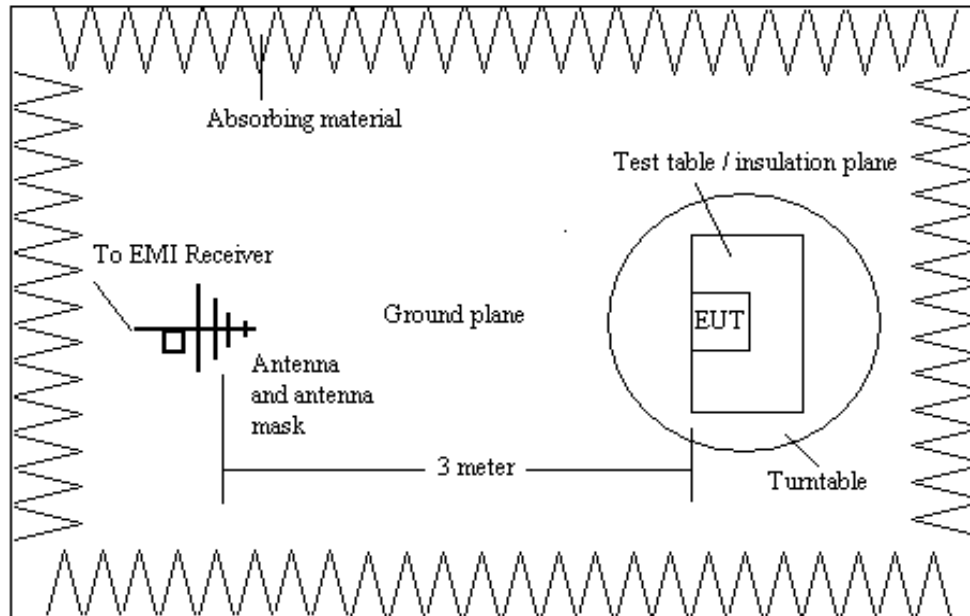 Absorbing material
Test table / insulation plane
To EMI Receiver
Ground plane
EUT
Antenna
and antenna
mask
3 meter
Turntable